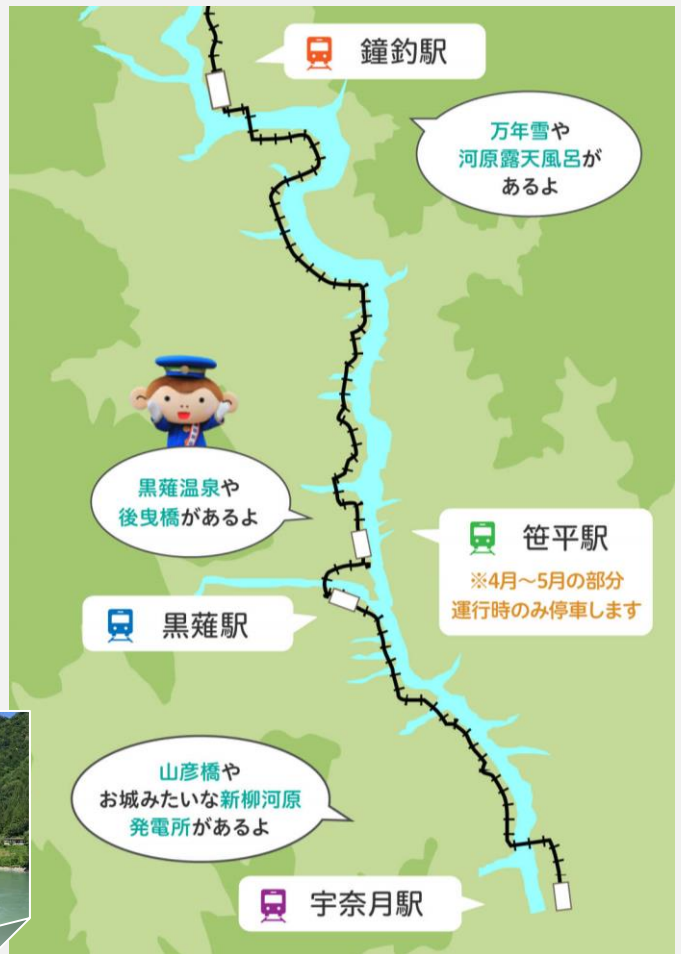 鐘釣駅
万年雪や
河原露天風呂が
あるよ
黒薙温泉や
後曳橋があるよ
笹平駅
※4月〜5月の部分
運行時のみ停車します
黒薙駅
山彦橋や
お城みたいな新柳河原
発電所があるよ
宇奈月駅